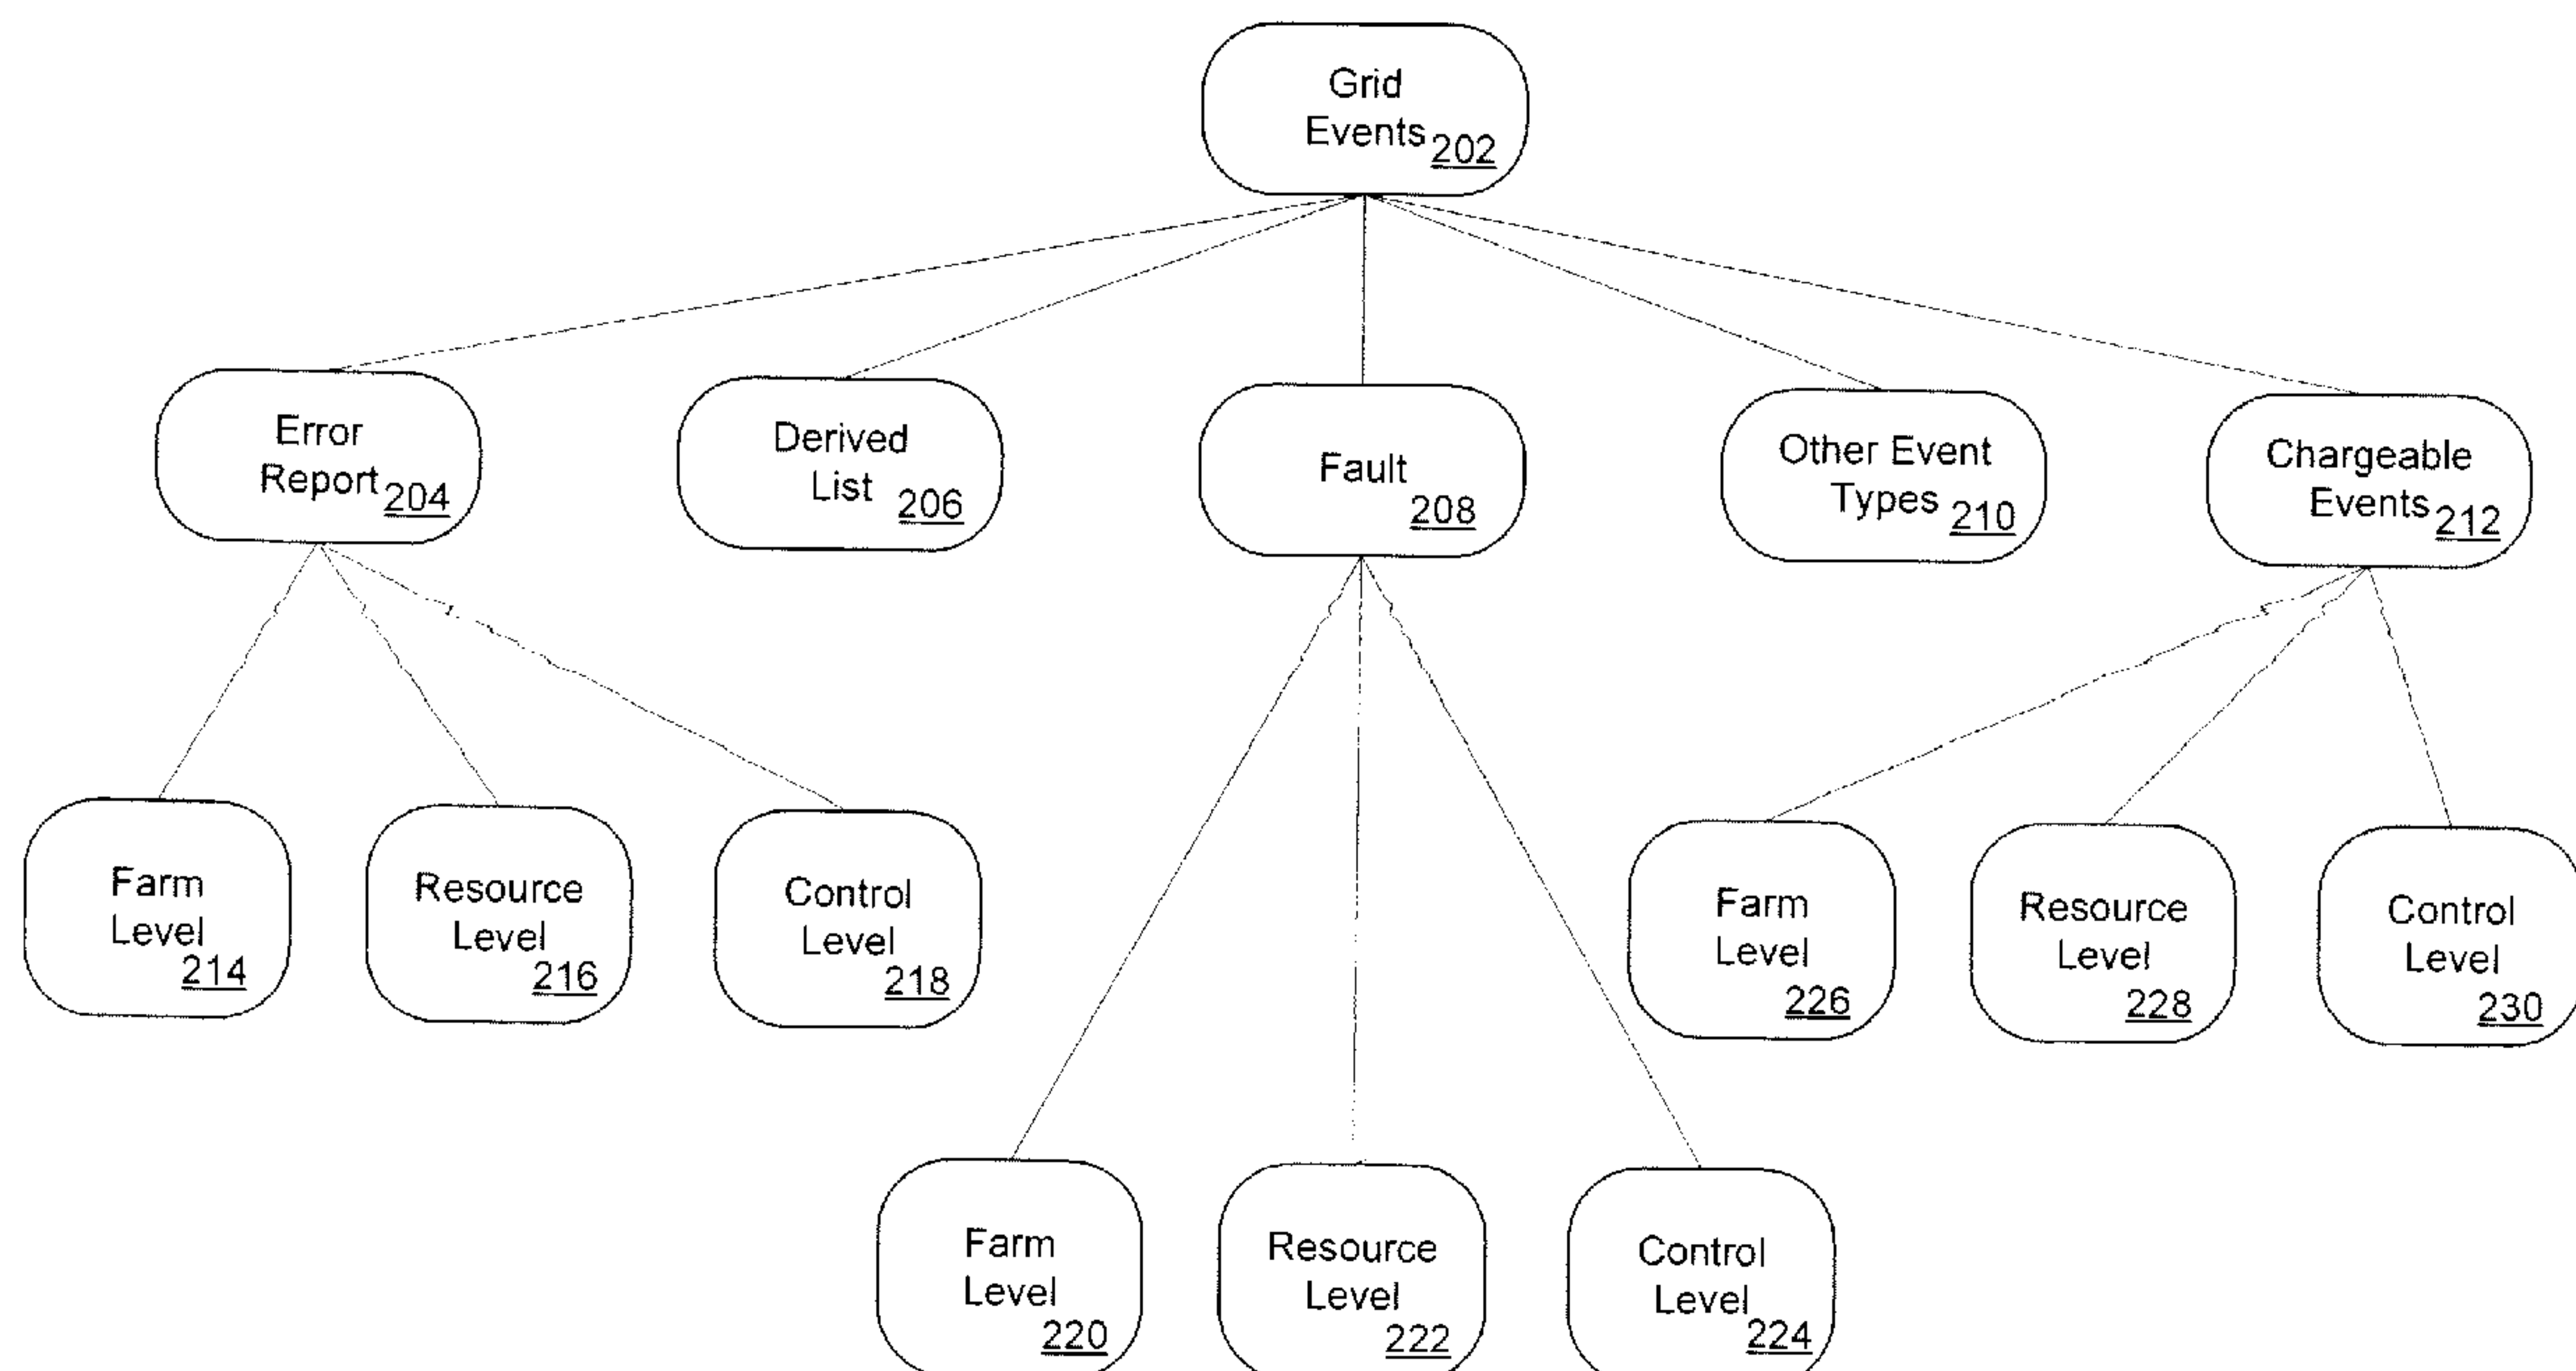 Grid
Events 202
Error
Report 204
Derived
List 206
Fault
208
Other Event
Types 210
Chargeable
Events 212
Farm
Level
214
Resource
Level
216
Control
Level
218
Farm
Level
226
Resource
Level
228
Control
Level
230
Farm
Level
220
Resource
Level
222
Control
Level
224